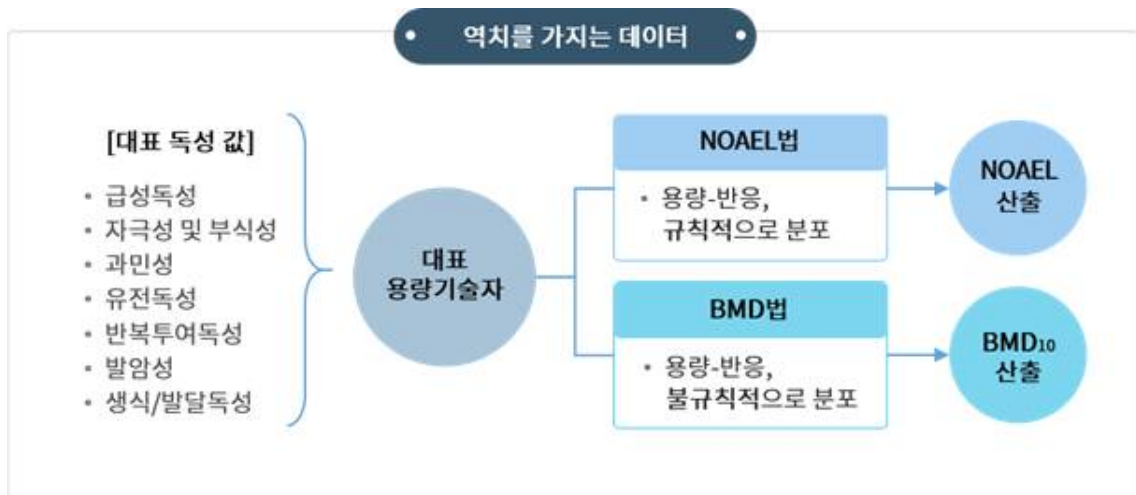 역치를 가지는 데이터
[대표 독성 값]
• 급성독성
• 자극성 및 부식성
• 과민성
• 유전독성
• 반복투여독성
• 발암성
• 생식/발달독성
대표
용량기술자
NOAEL법
• 용량-반응,
규칙적으로 분포
NOAEL
산출
BMD법
• 용량-반응,
불규칙적으로 분포
BMD₁₀
산출